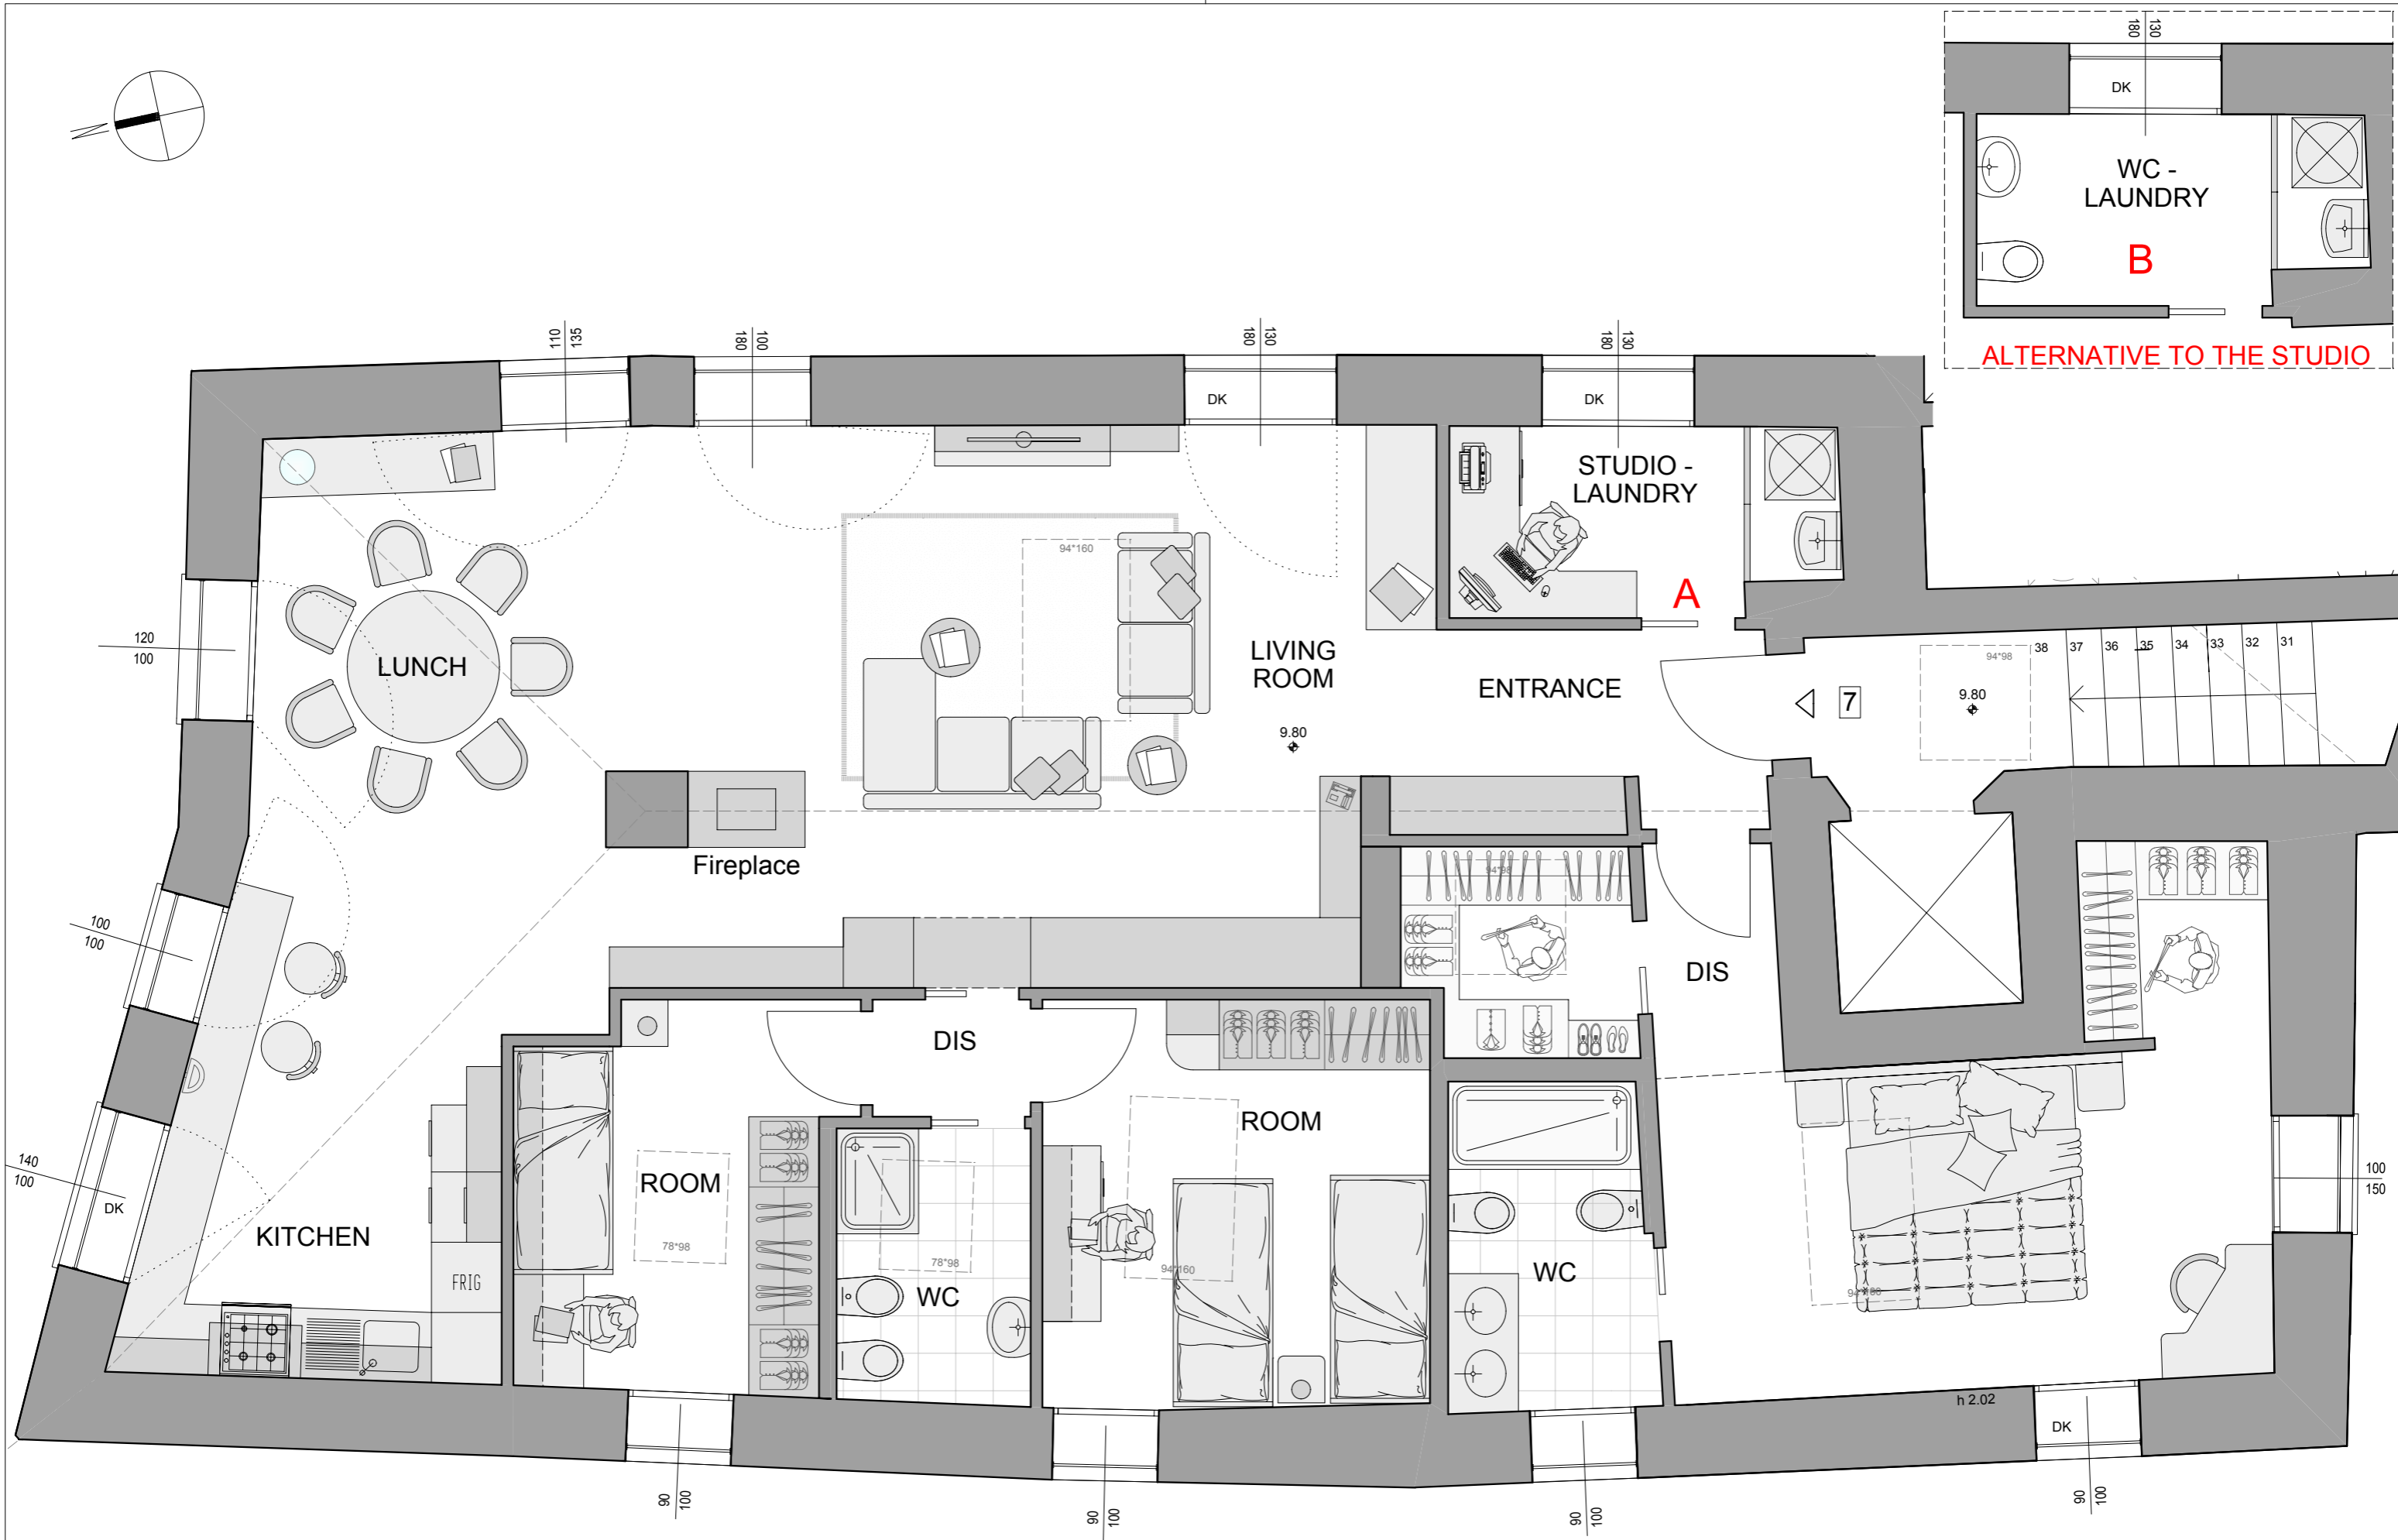 N
180
130
DK
WC -
LAUNDRY
B
ALTERNATIVE TO THE STUDIO
110
135
180
100
180
130
180
130
DK
DK
STUDIO -
LAUNDRY
A
94*160
120
100
LUNCH
LIVING
ROOM
ENTRANCE
9.80
7
94*98
9.80
38
37
36
35
34
33
32
31
Fireplace
94*98
100
100
DIS
DIS
140
100
DK
KITCHEN
FRIG
ROOM
78*98
78*98
WC
ROOM
94*160
WC
100
150
h 2.02
DK
90
100
90
100
90
100
90
100